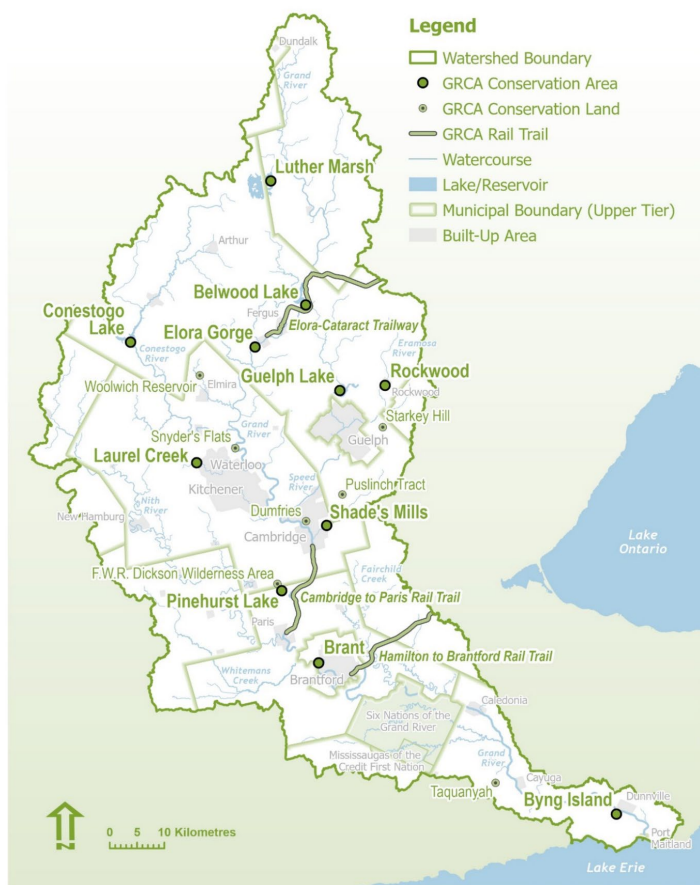 Legend
Watershed Boundary
GRCA Conservation Area
GRCA Conservation Land
GRCA Rail Trail
Watercourse
Lake/Reservoir
Municipal Boundary (Upper Tier)
Built-Up Area
Dundalk
Grand
River
Luther Marsh
Arthur
Belwood Lake
Fergus
Elora-Cataract Trailway
Conestogo
Lake
Elora Gorge
Conestogo
River
Eramosa
River
Woolwich Reservoir
Elmira
Guelph Lake
Rockwood
Rockwood
Grand
River
Starkey Hill
Guelph
Snyder's Flats
Laurel Creek
Waterloo
Kitchener
Speed
River
Puslinch Tract
Nith
River
New Hamburg
Dumfries
Shade's Mills
Cambridge
Lake
Ontario
F.W.R. Dickson Wilderness Area
Fairchild
Creek
Pinehurst Lake
Cambridge to Paris Rail Trail
Paris
Brant
Hamilton to Brantford Rail Trail
Whitemans
Creek
Brantford
Six Nations of the
Grand River
Caledonia
Mississaugas of the
Credit First Nation
Grand
River
Taquanyah
Cayuga
Byng Island
Dunnville
Port
Maitland
Lake Erie
N
0 5 10 Kilometres